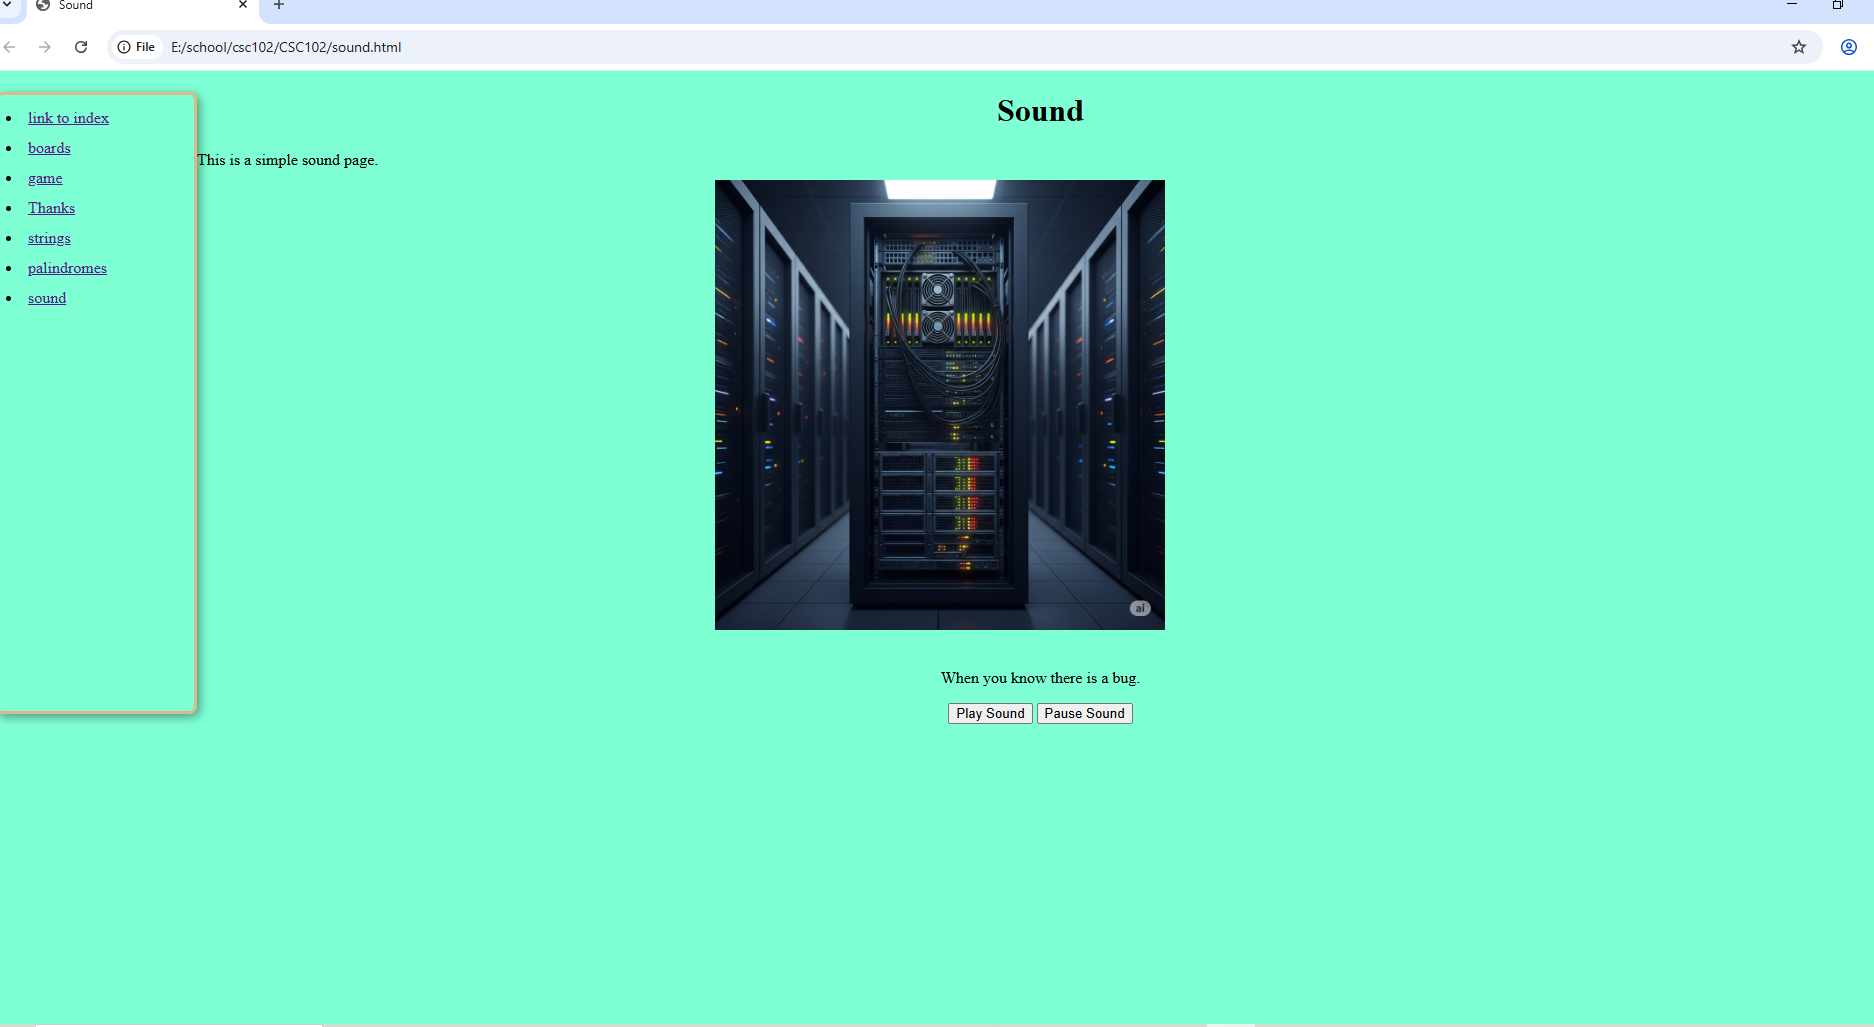 Sound
File E:/school/csc102/CSC102/sound.html
link to index
boards
game
Thanks
strings
palindromes
sound
Sound
This is a simple sound page.
ai
When you know there is a bug.
Play Sound Pause Sound